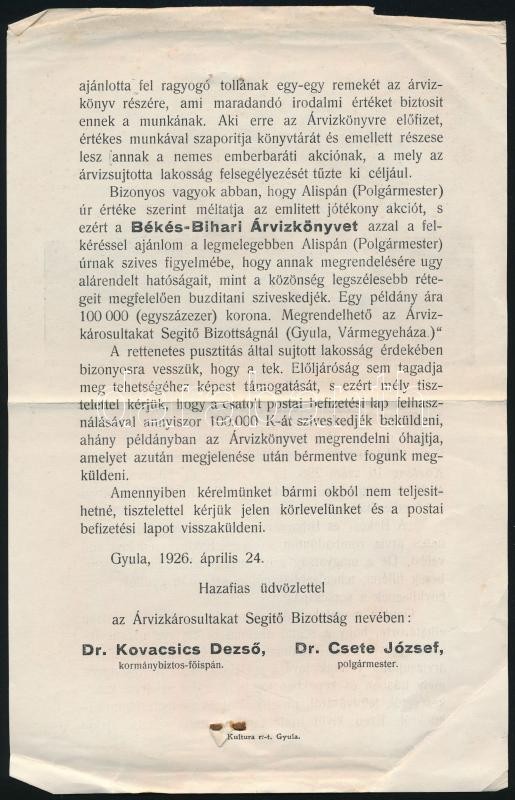 ajánlotta fel ragyogó tollának egy-egy remekét az árviz-
könyv részére, ami maradandó irodalmi értéket biztosit
ennek a munkának. Aki erre az Árvizkönyvre előfizet,
értékes munkával szaporitja könyvtárát és emellett részese
lesz annak a nemes emberbaráti akciónak, a mely az
árvizsujtotta lakosság felsegélyezését tűzte ki céljául.
Bizonyos vagyok abban, hogy Alispán (Polgármester)
úr értéke szerint méltatja az emlitett jótékony akciót, s
ezért a Békés-Bihari Árvizkönyvet azzal a fel-
kéréssel ajánlom a legmelegebben Alispán (Polgármester)
úrnak szives figyelmébe, hogy annak megrendelésére ugy
alárendelt hatóságait, mint a közönség legszélesebb réte-
geit megfelelően buzditani sziveskedjék. Egy példány ára
100 000 (egyszázezer) korona. Megrendelhető az Árviz-
károsultakat Segitő Bizottságnál (Gyula, Vármegyeháza.)“
A rettenetes pusztitás által sujtott lakosság érdekében
bizonyosra vesszük, hogy a tek. Előljáróság sem tagadja
meg tehetségéhez képest támogatását, s ezért mély tisz-
telettel kérjük, hogy a csatolt postai befizetési lap felhasz-
nálásával annyiszor 100.000 K-át sziveskedjék beküldeni,
ahány példányban az Árvizkönyvet megrendelni óhajtja,
amelyet azután megjelenése után bérmentve fogunk meg-
küldeni.
Amennyiben kérelmünket bármi okból nem teljesit-
hetné, tisztelettel kérjük jelen körlevelünket és a postai
befizetési lapot visszaküldeni.
Gyula, 1926. április 24.
Hazafias üdvözlettel
az Árvizkárosultakat Segitő Bizottság nevében:
Dr. Kovacsics Dezső, Dr. Csete József,
kormánybiztos-főispán. polgármester.
Kultura r.-t. Gyula.